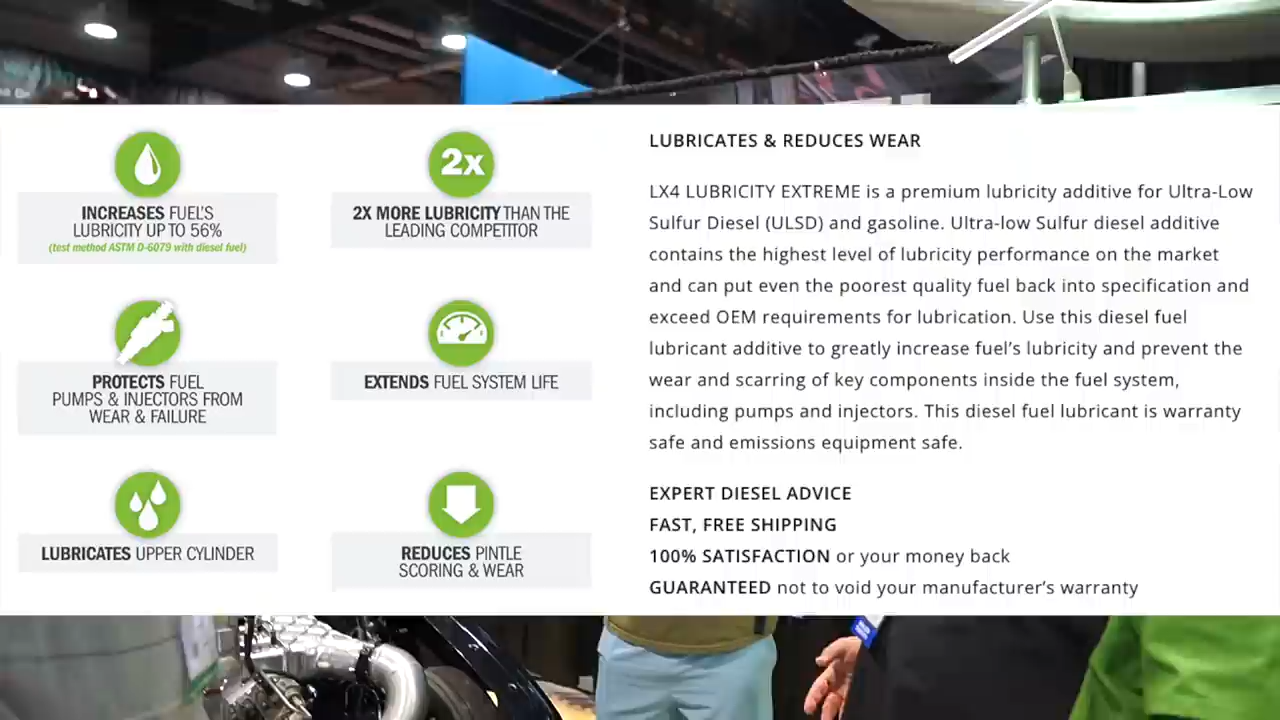 INCREASES FUEL'S
LUBRICITY UP TO 56%
(test method ASTM D-6079 with diesel fuel)
2x
2X MORE LUBRICITY THAN THE
LEADING COMPETITOR
PROTECTS FUEL
PUMPS & INJECTORS FROM
WEAR & FAILURE
EXTENDS FUEL SYSTEM LIFE
LUBRICATES UPPER CYLINDER
REDUCES PINTLE
SCORING & WEAR
LUBRICATES & REDUCES WEAR
LX4 LUBRICITY EXTREME is a premium lubricity additive for Ultra-Low
Sulfur Diesel (ULSD) and gasoline. Ultra-low Sulfur diesel additive
contains the highest level of lubricity performance on the market
and can put even the poorest quality fuel back into specification and
exceed OEM requirements for lubrication. Use this diesel fuel
lubricant additive to greatly increase fuel’s lubricity and prevent the
wear and scarring of key components inside the fuel system,
including pumps and injectors. This diesel fuel lubricant is warranty
safe and emissions equipment safe.
EXPERT DIESEL ADVICE
FAST, FREE SHIPPING
100% SATISFACTION or your money back
GUARANTEED not to void your manufacturer’s warranty